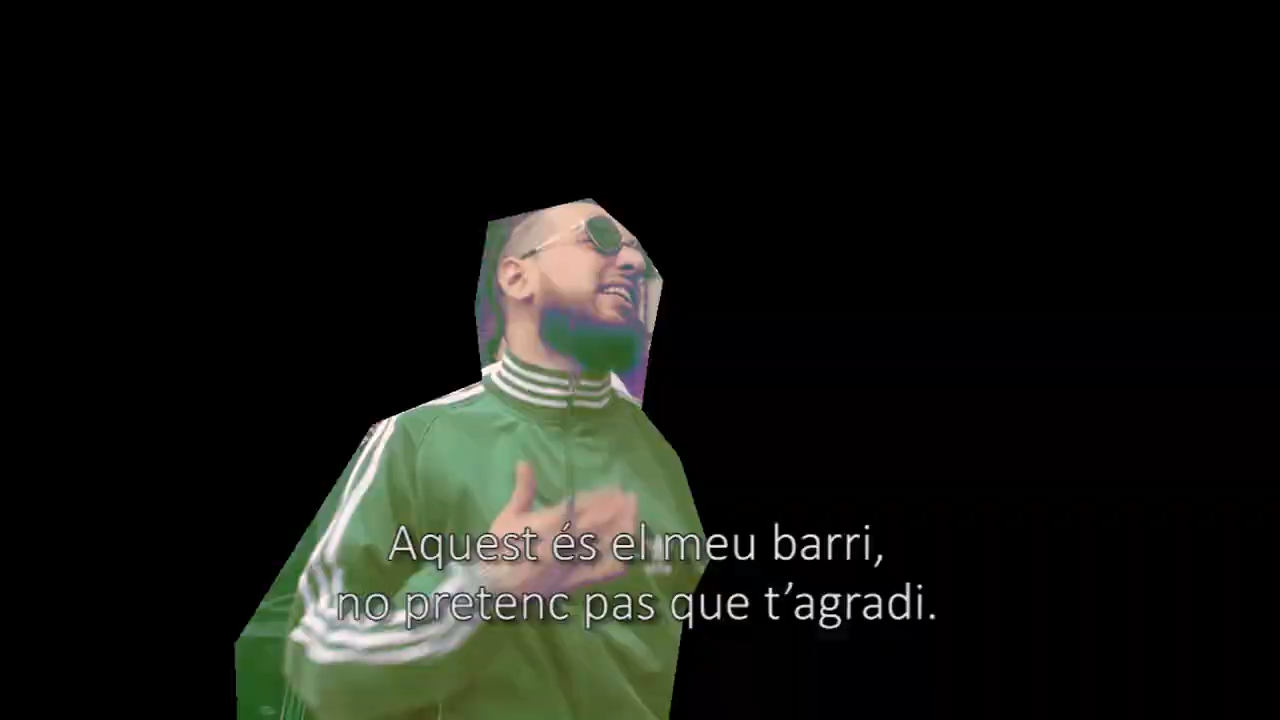 Aquest és el meu barri,
no pretenc pas que t’agradi.